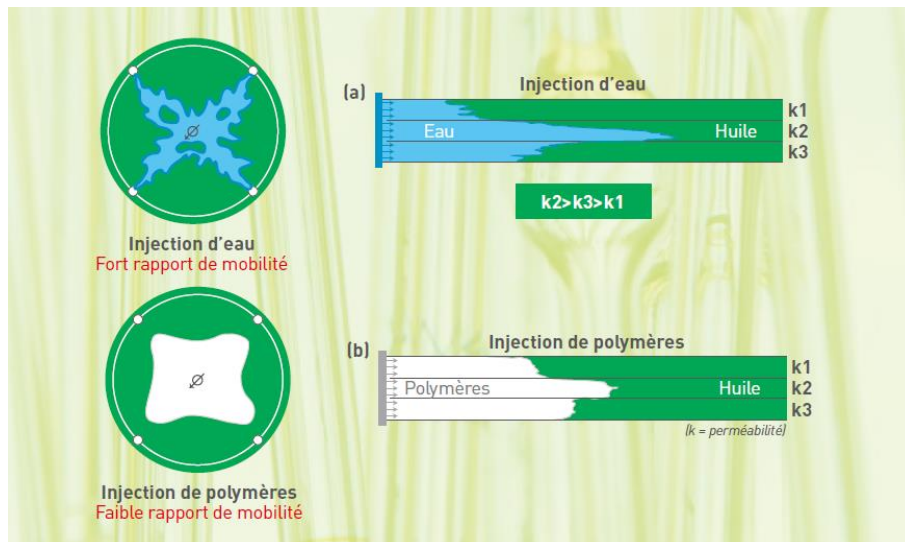 Injection d'eau
Fort rapport de mobilité
(a)
Injection d'eau
Eau
Huile
k1
k2
k3
k2>k3>k1
Injection de polymères
Faible rapport de mobilité
(b)
Injection de polymères
Polymères
Huile
k1
k2
k3
(k = perméabilité)